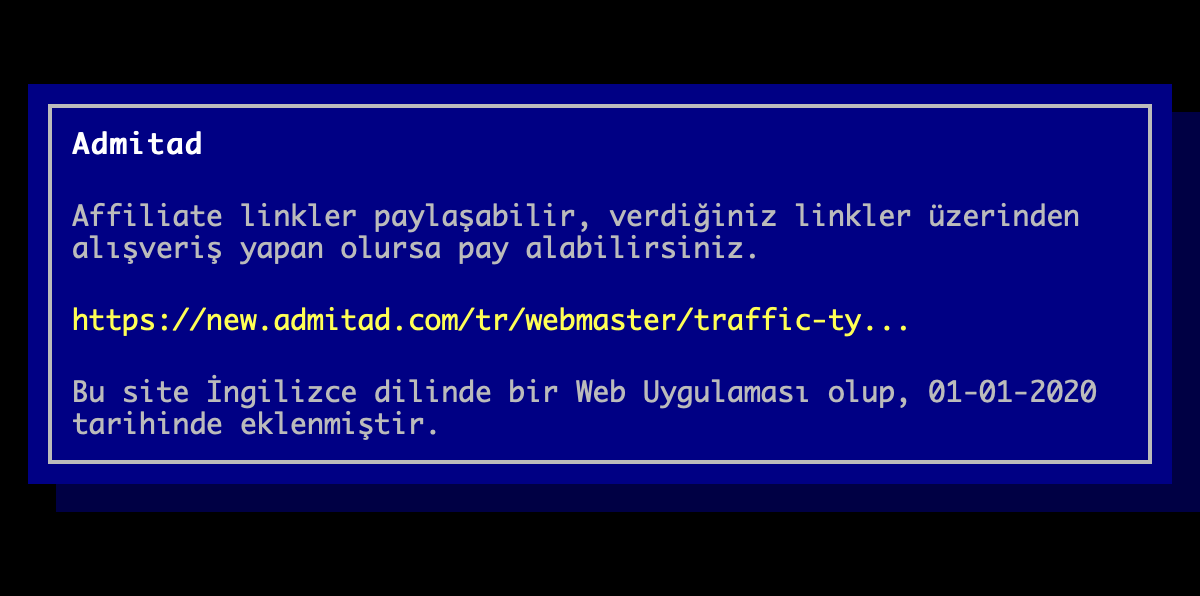 Admitad
Affiliate linkler paylaşabilir, verdiğiniz linkler üzerinden
alışveriş yapan olursa pay alabilirsiniz.
https://new.admitad.com/tr/webmaster/traffic-ty...
Bu site İngilizce dilinde bir Web Uygulaması olup, 01-01-2020
tarihinde eklenmiştir.